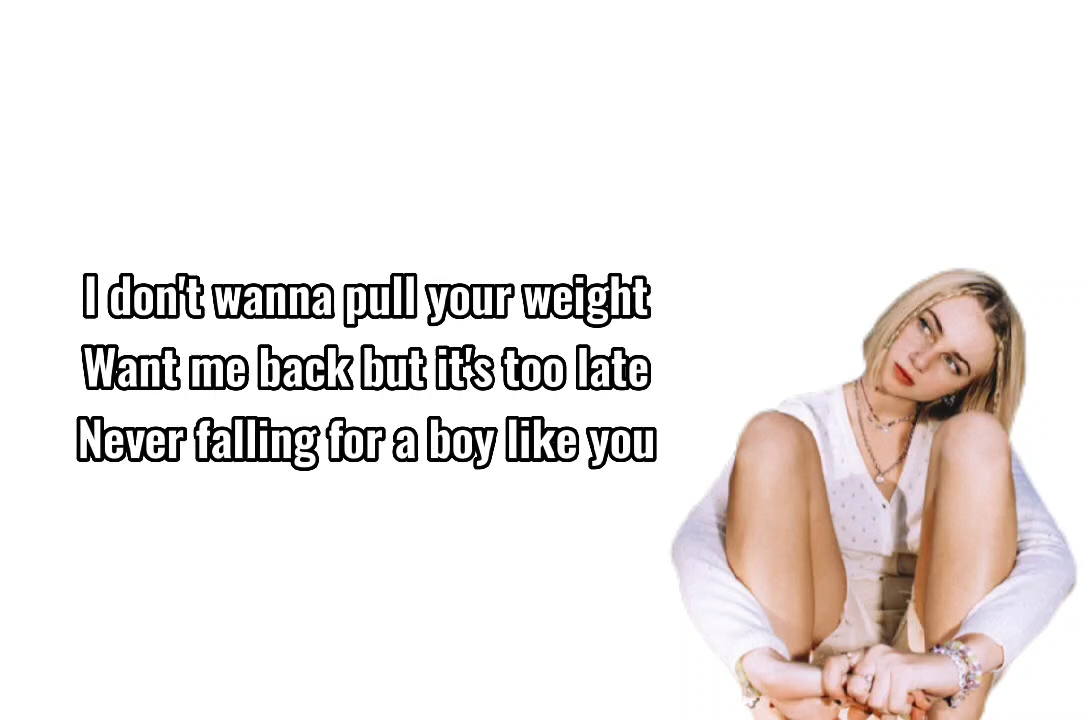 I don't wanna pull your weight
Want me back but it's too late
Never falling for a boy like you